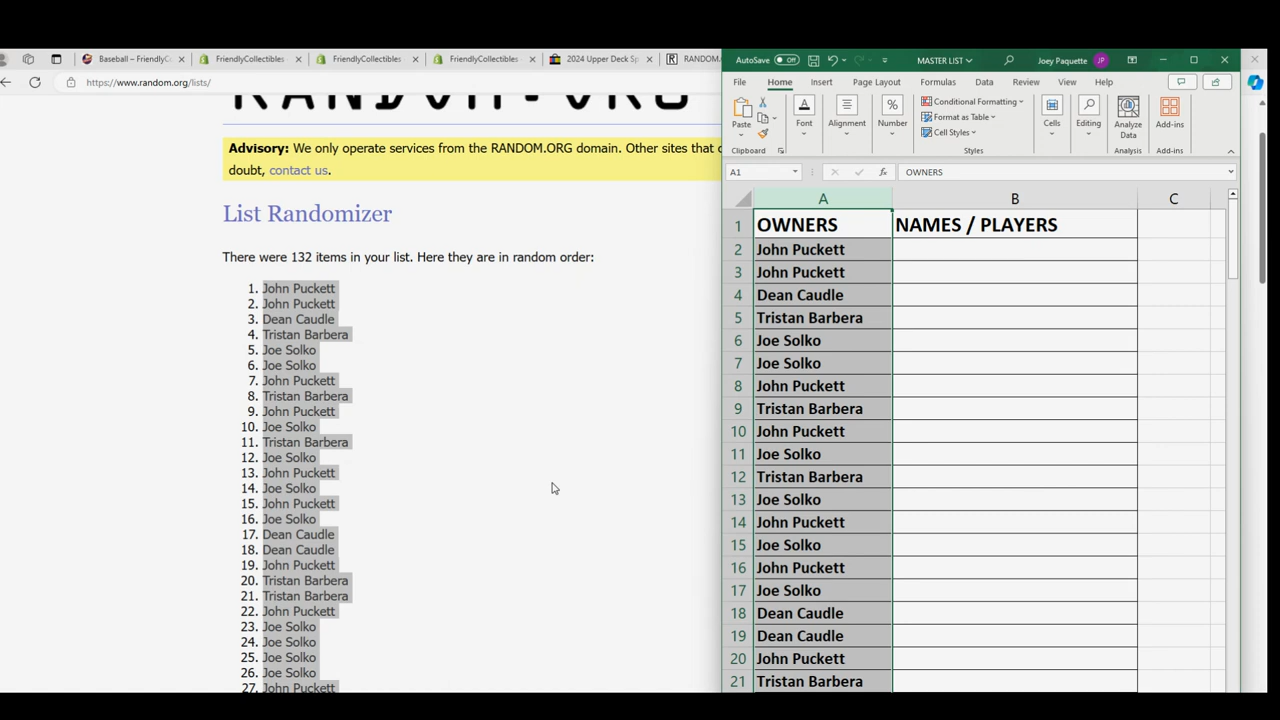 Baseball – FriendlyC
FriendlyCollectibles
FriendlyCollectibles
FriendlyCollectibles
2024 Upper Deck Sp
RANDOM.
https://www.random.org/lists/
RANDOM.ORG
Advisory: We only operate services from the RANDOM.ORG domain. Other sites that c
doubt, contact us.
List Randomizer
There were 132 items in your list. Here they are in random order:
1. John Puckett
2. John Puckett
3. Dean Caudle
4. Tristan Barbera
5. Joe Solko
6. Joe Solko
7. John Puckett
8. Tristan Barbera
9. John Puckett
10. Joe Solko
11. Tristan Barbera
12. Joe Solko
13. John Puckett
14. Joe Solko
15. John Puckett
16. Joe Solko
17. Dean Caudle
18. Dean Caudle
19. John Puckett
20. Tristan Barbera
21. Tristan Barbera
22. John Puckett
23. Joe Solko
24. Joe Solko
25. Joe Solko
26. Joe Solko
27. John Puckett
AutoSave Off MASTER LIST Joey Paquette JP
File Home Insert Page Layout Formulas Data Review View Help
Paste Font Alignment Number Conditional Formatting Format as Table Cell Styles Cells Editing Analyze Data Add-ins
Clipboard Styles Analysis Add-ins
A1 fx OWNERS
A B C
1 OWNERS NAMES / PLAYERS
2 John Puckett
3 John Puckett
4 Dean Caudle
5 Tristan Barbera
6 Joe Solko
7 Joe Solko
8 John Puckett
9 Tristan Barbera
10 John Puckett
11 Joe Solko
12 Tristan Barbera
13 Joe Solko
14 John Puckett
15 Joe Solko
16 John Puckett
17 Joe Solko
18 Dean Caudle
19 Dean Caudle
20 John Puckett
21 Tristan Barbera